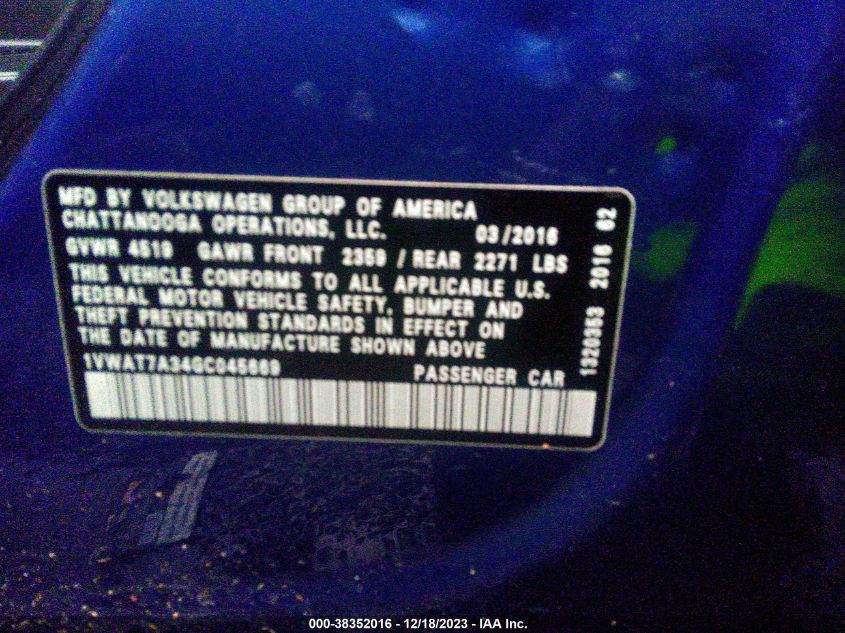 MFD BY VOLKSWAGEN GROUP OF AMERICA
CHATTANOOGA OPERATIONS, LLC. 03/2016
GVWR 4519 GAWR FRONT 2359 / REAR 2271 LBS
THIS VEHICLE CONFORMS TO ALL APPLICABLE U.S.
FEDERAL MOTOR VEHICLE SAFETY, BUMPER AND
THEFT PREVENTION STANDARDS IN EFFECT ON
THE DATE OF MANUFACTURE SHOWN ABOVE
PASSENGER CAR
2016 02
000-38352016 - 12/18/2023 - IAA Inc.